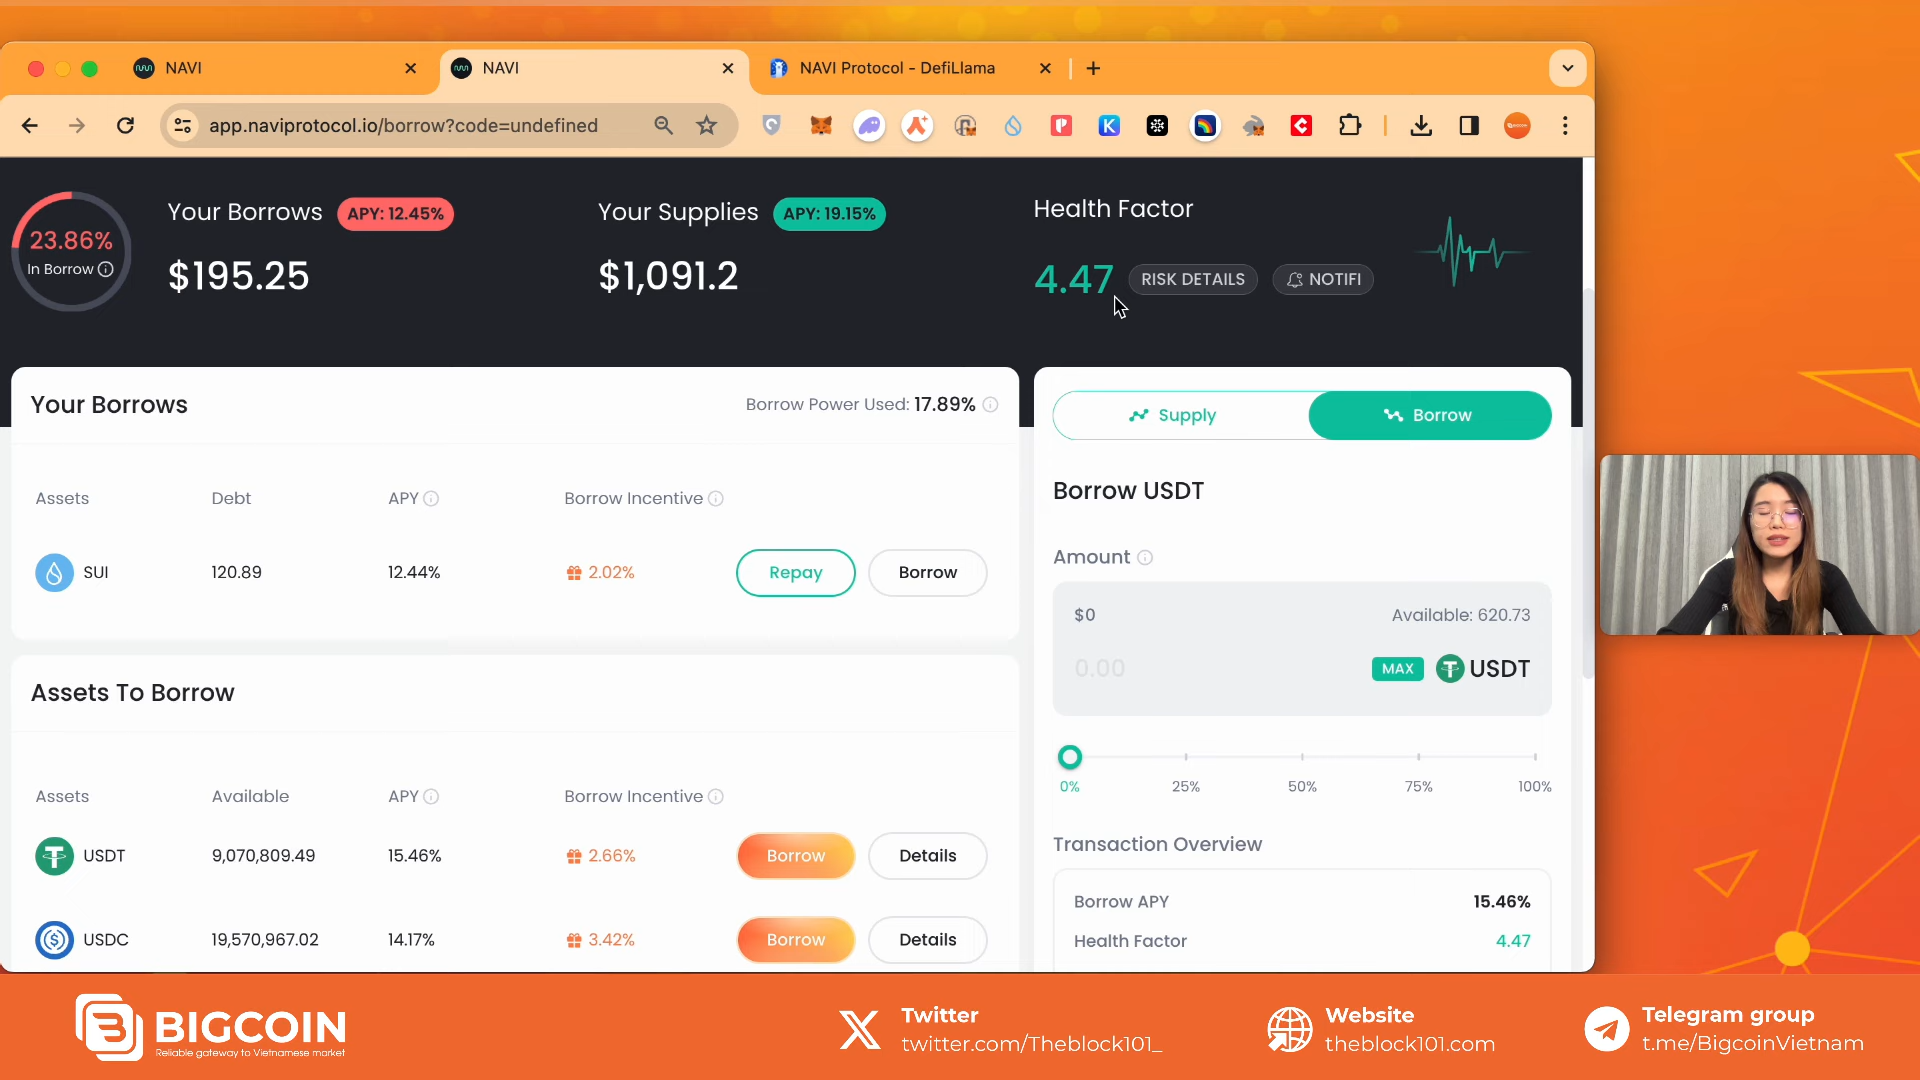 NAVI
NAVI
NAVI Protocol - DefiLlama
app.naviprotocol.io/borrow?code=undefined
23.86%
In Borrow
Your Borrows APY: 12.45%
$195.25
Your Supplies APY: 19.15%
$1,091.2
Health Factor
4.47 RISK DETAILS NOTIFI
Your Borrows Borrow Power Used: 17.89%
Assets Debt APY Borrow Incentive
SUI 120.89 12.44% 2.02% Repay Borrow
Assets To Borrow
Assets Available APY Borrow Incentive
USDT 9,070,809.49 15.46% 2.66% Borrow Details
USDC 19,570,967.02 14.17% 3.42% Borrow Details
Supply Borrow
Borrow USDT
Amount
$0 Available: 620.73
0.00 MAX USDT
0% 25% 50% 75% 100%
Transaction Overview
Borrow APY 15.46%
Health Factor 4.47
BIGCOIN
Reliable gateway to Vietnamese market
Twitter
twitter.com/Theblock101_
Website
theblock101.com
Telegram group
t.me/BigcoinVietnam